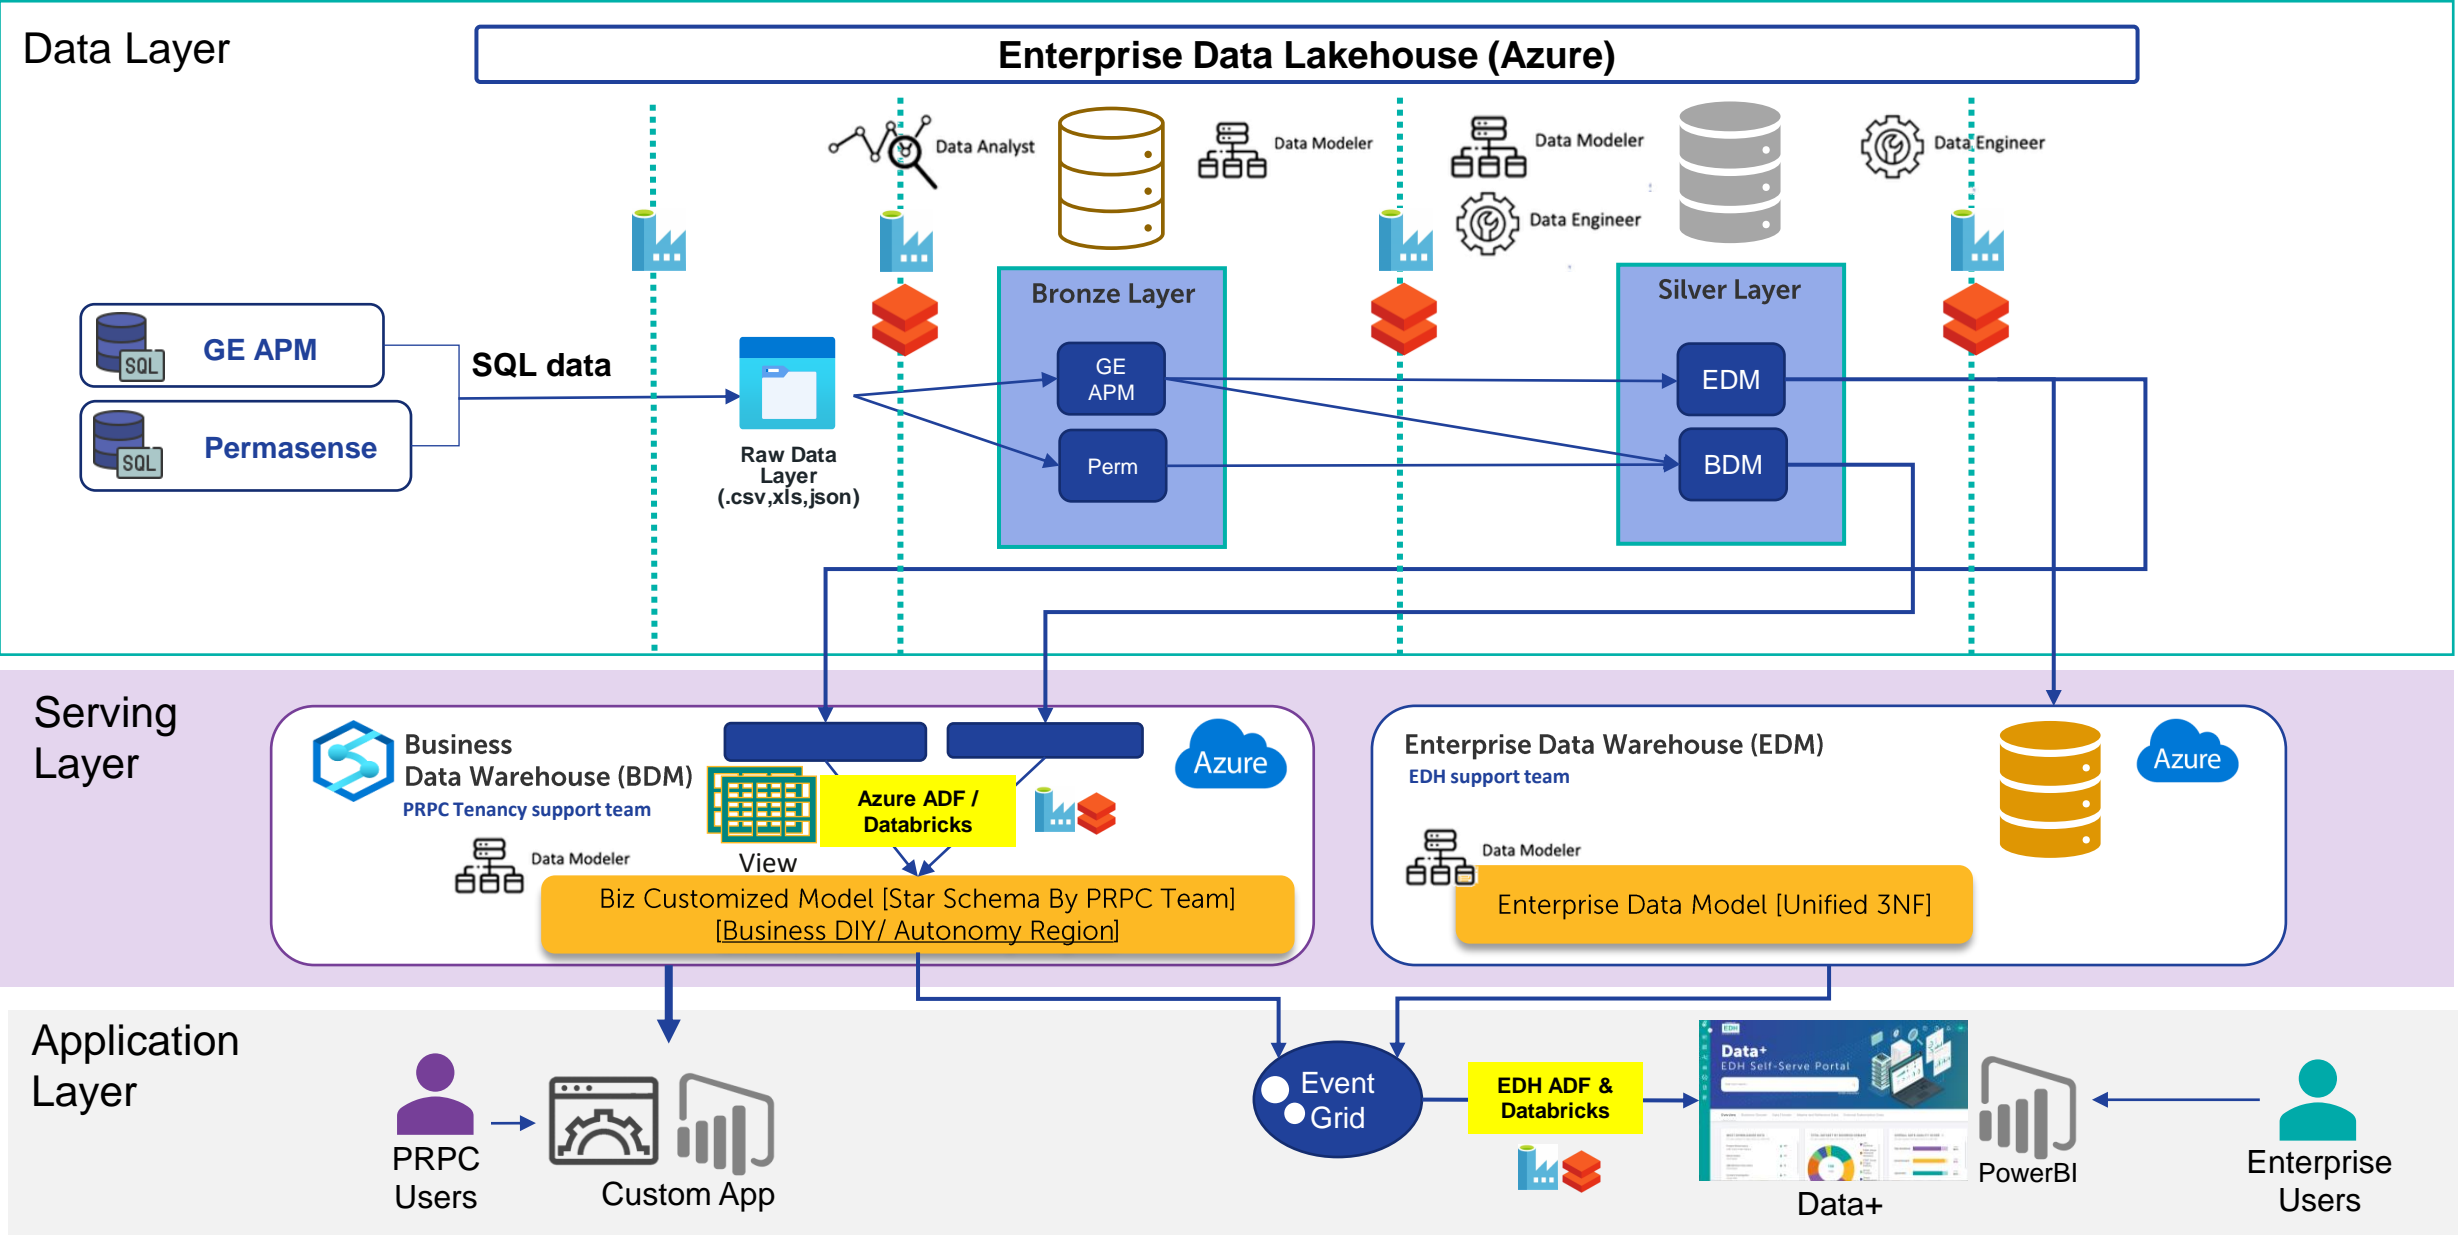 Data Layer
Enterprise Data Lakehouse (Azure)
Data Analyst
Data Modeler
Data Modeler
Data Engineer
Data Engineer
GE APM
SQL
Permasense
SQL
SQL data
Raw Data
Layer
(.csv,xls,json)
Bronze Layer
GE
APM
Perm
Silver Layer
EDM
BDM
Serving
Layer
Business
Data Warehouse (BDM)
PRPC Tenancy support team
Data Modeler
View
Azure ADF /
Databricks
Azure
Biz Customized Model [Star Schema By PRPC Team]
[Business DIY/ Autonomy Region]
Enterprise Data Warehouse (EDM)
EDH support team
Data Modeler
Azure
Enterprise Data Model [Unified 3NF]
Application
Layer
PRPC
Users
Custom App
Event
Grid
EDH ADF &
Databricks
EDH
Data+
EDH Self-Serve Portal
Data+
PowerBI
Enterprise
Users